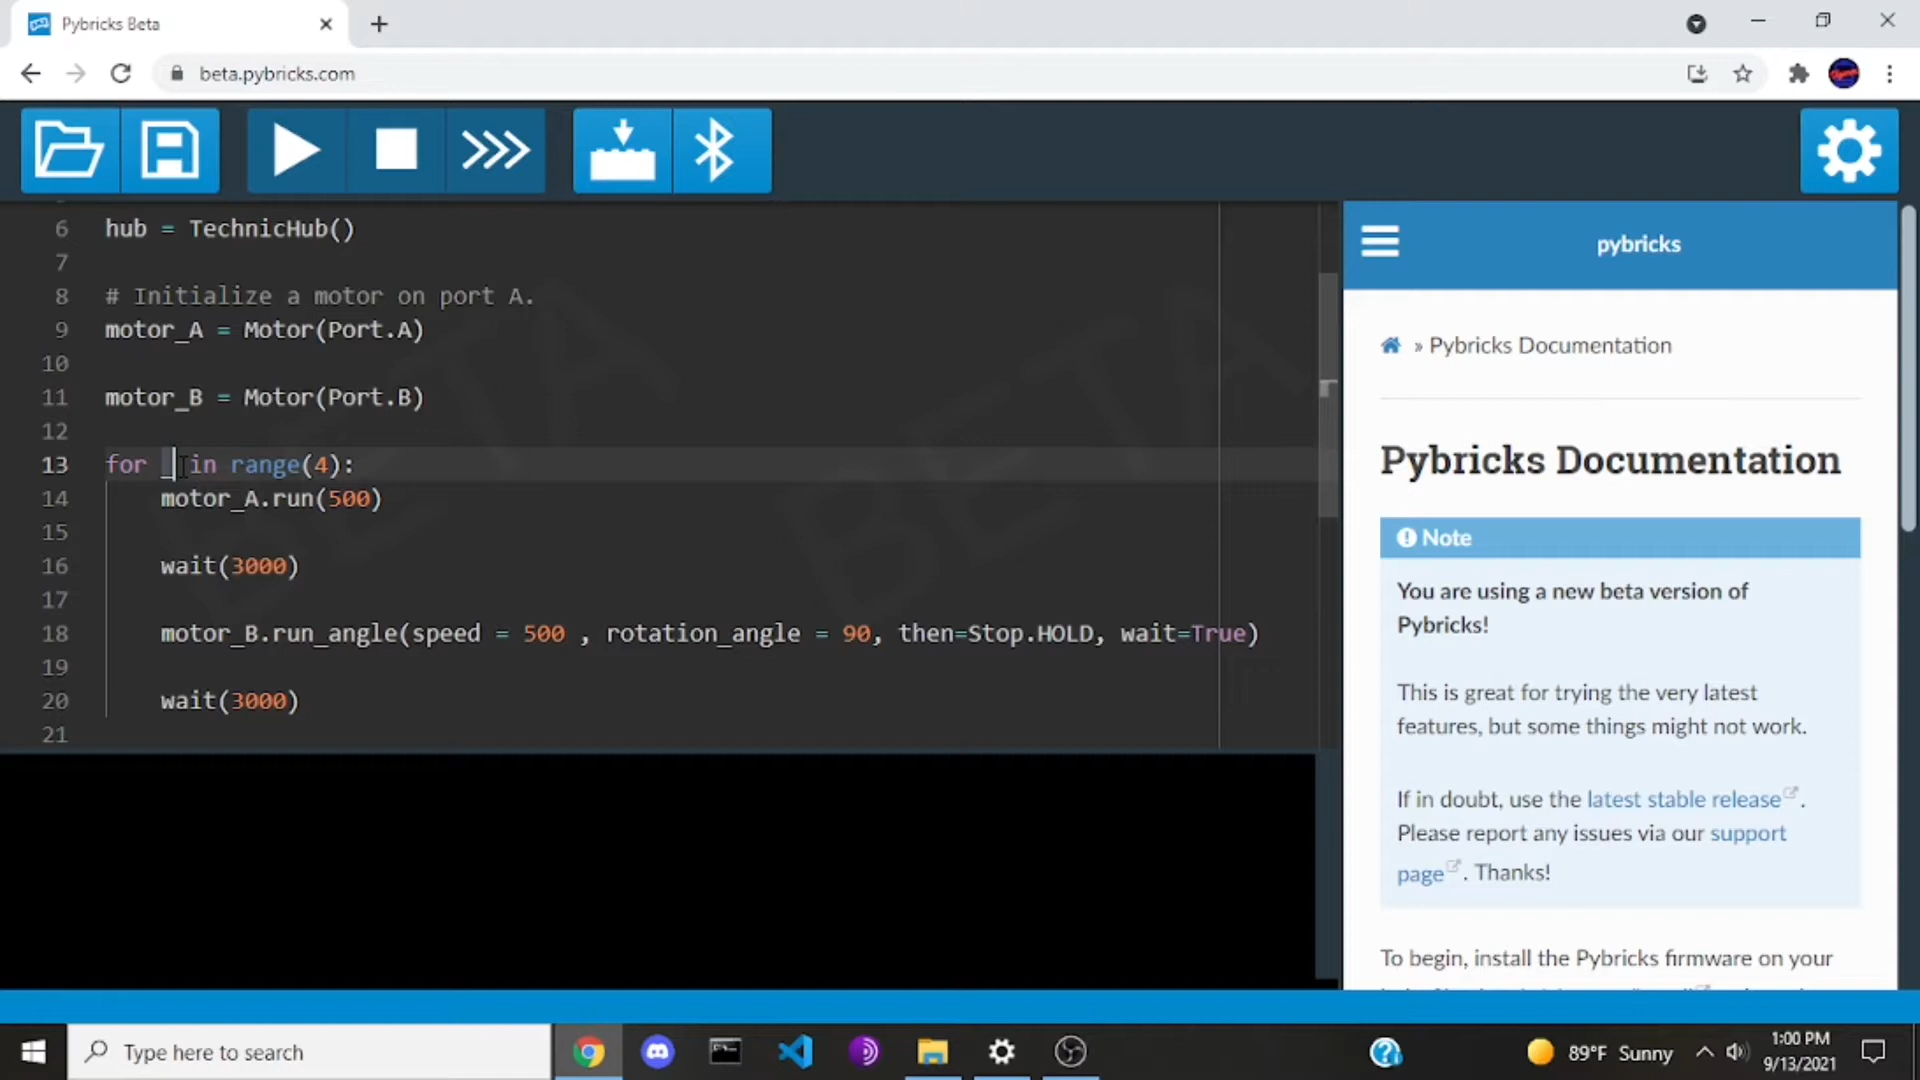 Pybricks Beta
beta.pybricks.com
6 hub = TechnicHub()
7
8 # Initialize a motor on port A.
9 motor_A = Motor(Port.A)
10
11 motor_B = Motor(Port.B)
12
13 for _ in range(4):
14 motor_A.run(500)
15
16 wait(3000)
17
18 motor_B.run_angle(speed = 500 , rotation_angle = 90, then=Stop.HOLD, wait=True)
19
20 wait(3000)
21
BETA BETA
pybricks
» Pybricks Documentation
Pybricks Documentation
Note
You are using a new beta version of
Pybricks!
This is great for trying the very latest
features, but some things might not work.
If in doubt, use the latest stable release.
Please report any issues via our support
page. Thanks!
To begin, install the Pybricks firmware on your
Type here to search
89°F Sunny
1:00 PM
9/13/2021